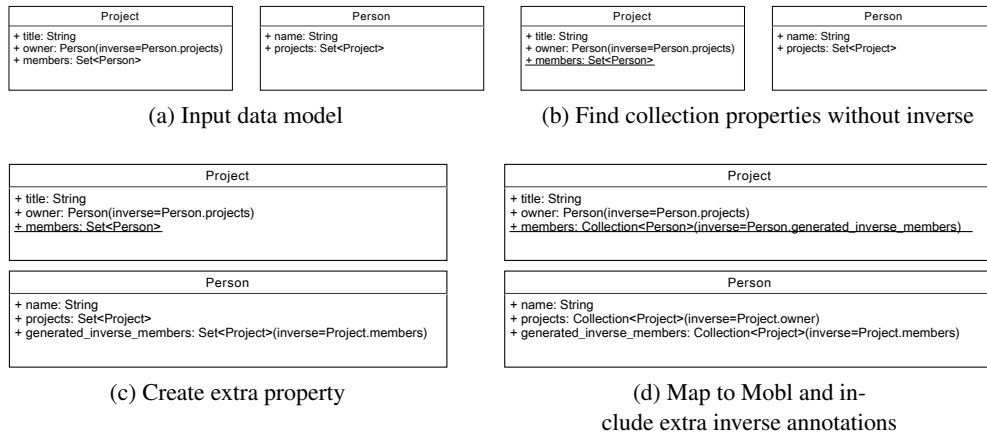 Project
+ title: String
+ owner: Person(inverse=Person.projects)
+ members: Set<Person>
Person
+ name: String
+ projects: Set<Project>
(a) Input data model
Project
+ title: String
+ owner: Person(inverse=Person.projects)
+ members: Set<Person>
Person
+ name: String
+ projects: Set<Project>
(b) Find collection properties without inverse
Project
+ title: String
+ owner: Person(inverse=Person.projects)
+ members: Set<Person>
Person
+ name: String
+ projects: Set<Project>
+ generated_inverse_members: Set<Project>(inverse=Project.members)
(c) Create extra property
Project
+ title: String
+ owner: Person(inverse=Person.projects)
+ members: Collection<Person>(inverse=Person.generated_inverse_members)
Person
+ name: String
+ projects: Collection<Project>(inverse=Project.owner)
+ generated_inverse_members: Collection<Project>(inverse=Project.members)
(d) Map to Mobl and in-
clude extra inverse annotations